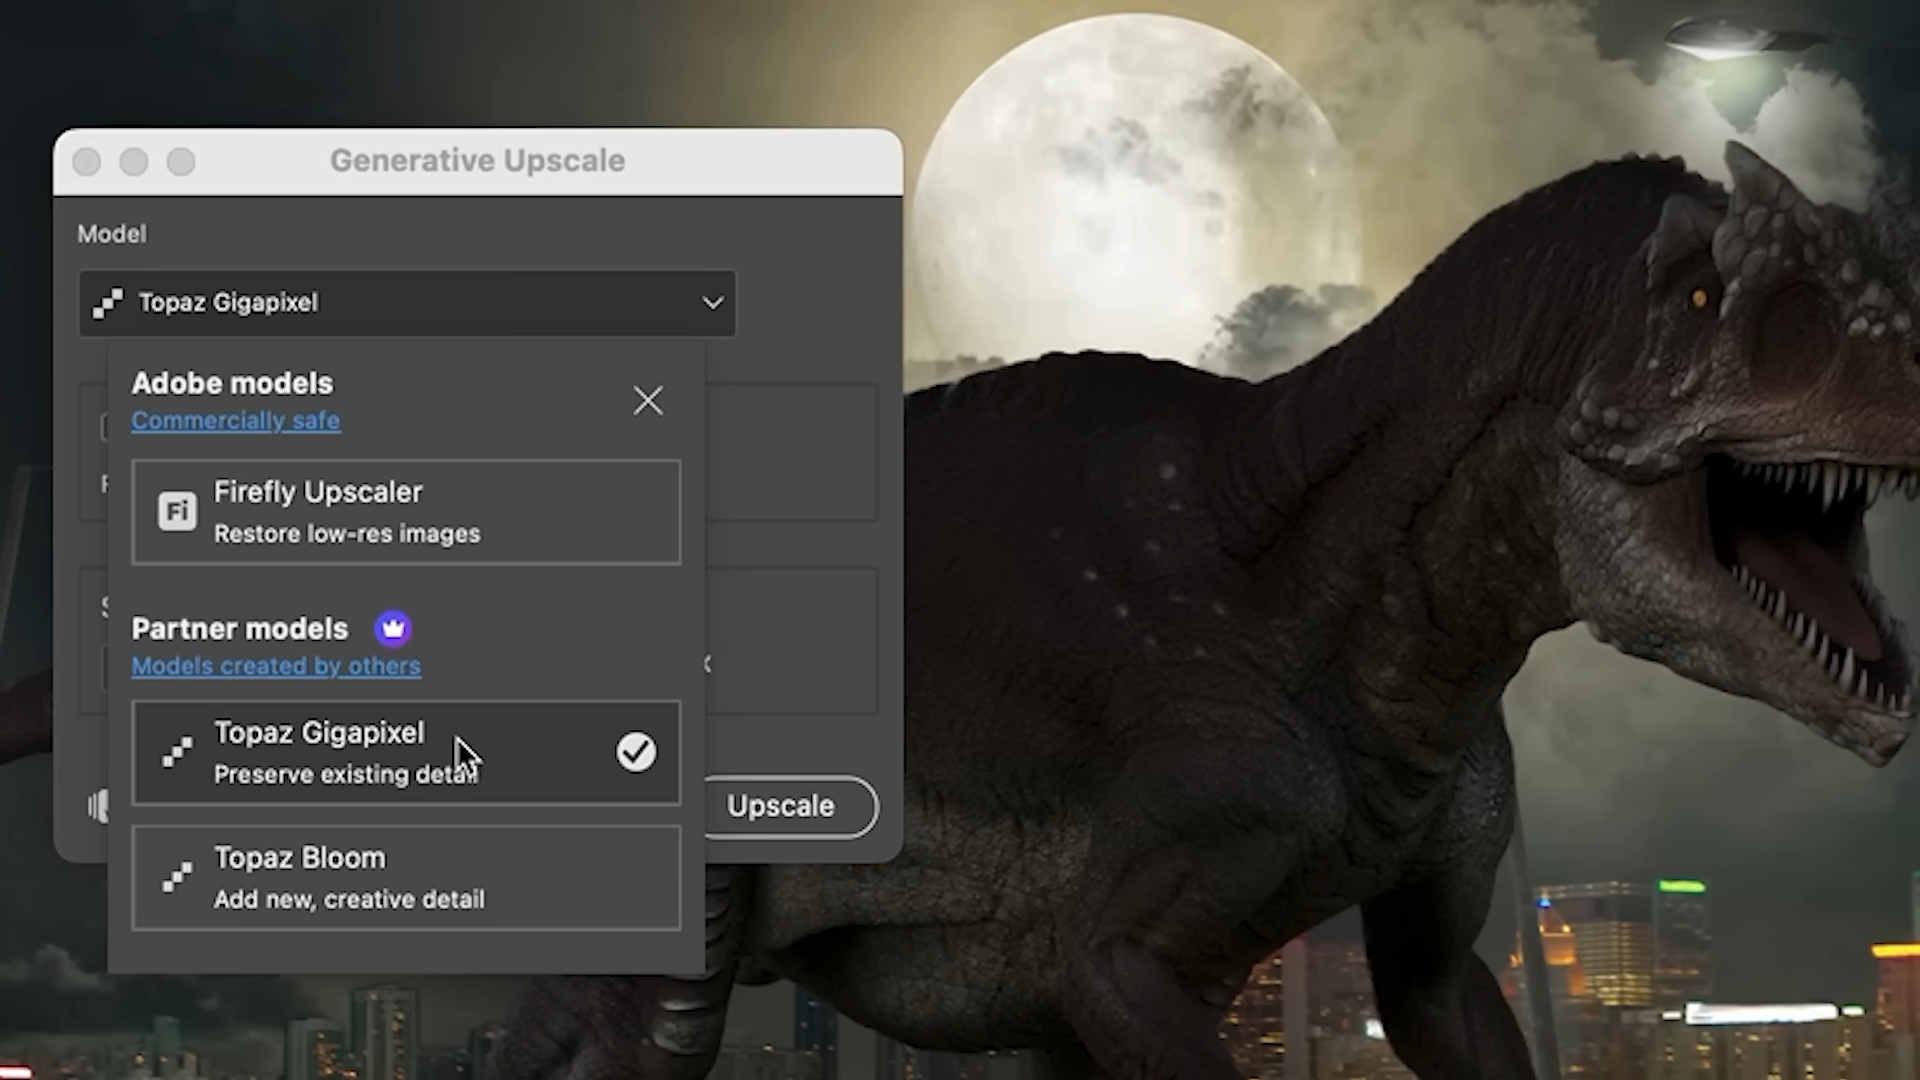 Generative Upscale
Model
Topaz Gigapixel
Adobe models
Commercially safe
Fi
Firefly Upscaler
Restore low-res images
Partner models
Models created by others
Topaz Gigapixel
Preserve existing detail
Upscale
Topaz Bloom
Add new, creative detail